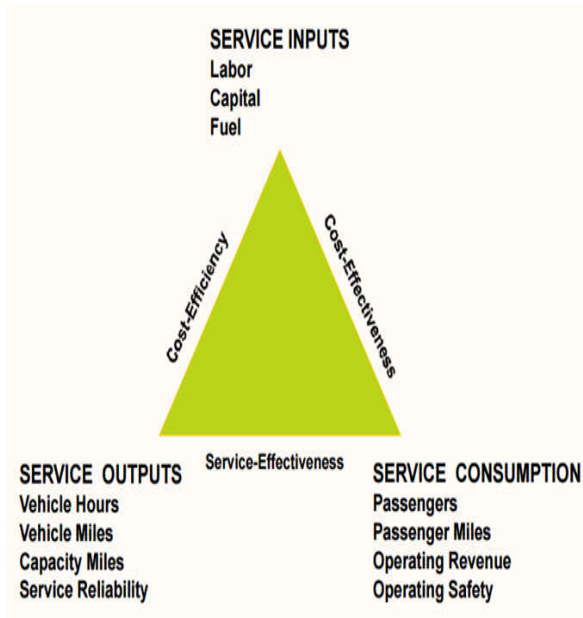 SERVICE INPUTS
Labor
Capital
Fuel
Cost-Efficiency
Cost-Effectiveness
Service-Effectiveness
SERVICE OUTPUTS
Vehicle Hours
Vehicle Miles
Capacity Miles
Service Reliability
SERVICE CONSUMPTION
Passengers
Passenger Miles
Operating Revenue
Operating Safety